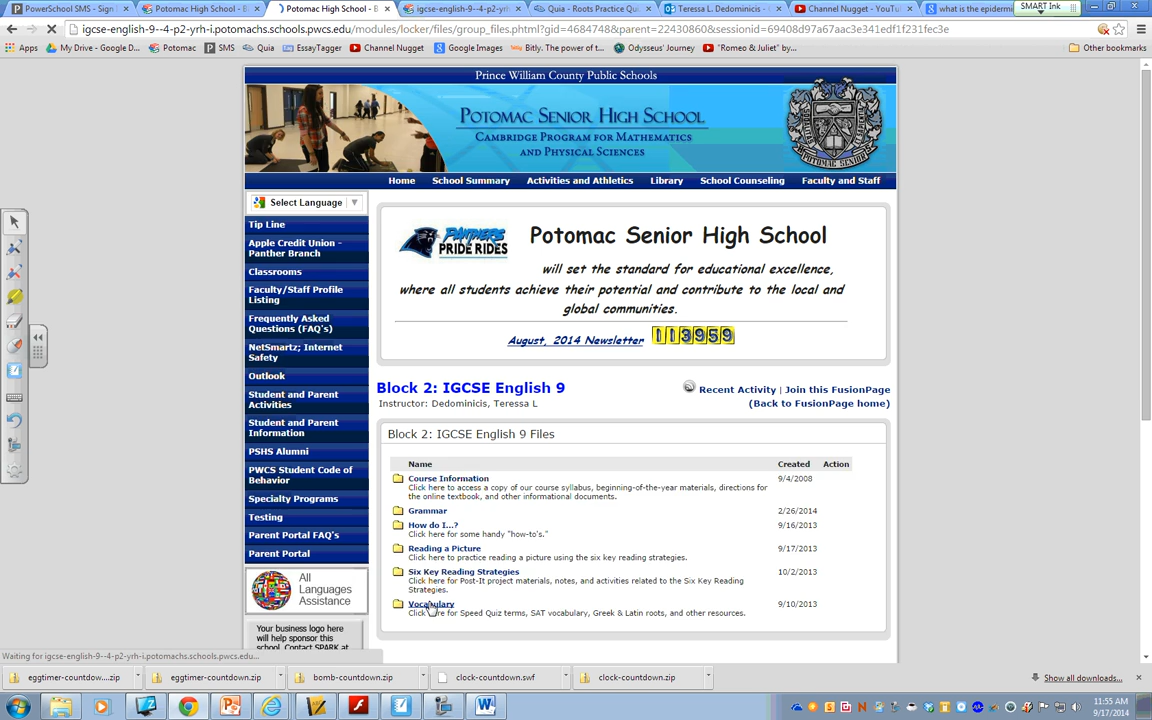 PowerSchool SMS - Sign
Potomac High School - B
Potomac High School - B
igcse-english-9--4-p2-yr
Quia - Roots Practice Qu
Teresa L. Dedominicis - O
Channel Nugget - YouTu
what is the epidermi
SMART Ink
igcse-english-9--4-p2-yrh-i.potomachs.schools.pwcs.edu/modules/locker/files/group_files.phtml?gid=4684748&parent=22430860&sessionid=69408d97a67aac3e341edf1f231fec3e
Apps My Drive - Google D... Potomac SMS Quia EssayTagger Channel Nugget Google Images Bitly. The power of t... Odysseus' Journey "Romeo & Juliet" by... Other bookmarks
Prince William County Public Schools
POTOMAC SENIOR HIGH SCHOOL
CAMBRIDGE PROGRAM FOR MATHEMATICS
AND PHYSICAL SCIENCES
Home School Summary Activities and Athletics Library School Counseling Faculty and Staff
Select Language
Tip Line
Apple Credit Union -
Panther Branch
Classrooms
Faculty/Staff Profile
Listing
Frequently Asked
Questions (FAQ's)
NetSmartz; Internet
Safety
Outlook
Student and Parent
Activities
Student and Parent
Information
PSHS Alumni
PWCS Student Code of
Behavior
Specialty Programs
Testing
Parent Portal FAQ's
Parent Portal
All
Languages
Assistance
Your business logo here
will help sponsor this
school. Contact SPARK at
PANTHERS
PRIDE RIDES
Potomac Senior High School
will set the standard for educational excellence,
where all students achieve their potential and contribute to the local and
global communities.
August, 2014 Newsletter 113959
Block 2: IGCSE English 9
Instructor: Dedominicis, Teresa L
Recent Activity | Join this FusionPage
(Back to FusionPage home)
Block 2: IGCSE English 9 Files
Name Created Action
Course Information 9/4/2008
Click here to access a copy of our course syllabus, beginning-of-the-year materials, directions for
the online textbook, and other informational documents.
Grammar 2/26/2014
How do I...? 9/16/2013
Click here for some handy "how-to's."
Reading a Picture 9/17/2013
Click here to practice reading a picture using the six key reading strategies.
Six Key Reading Strategies 10/2/2013
Click here for Post-It project materials, notes, and activities related to the Six Key Reading
Strategies.
Vocabulary 9/10/2013
Click here for Speed Quiz terms, SAT vocabulary, Greek & Latin roots, and other resources.
Waiting for igcse-english-9--4-p2-yrh-i.potomachs.schools.pwcs.edu...
eggtimer-countdow....zip eggtimer-countdown.zip bomb-countdown.zip clock-countdown.swf clock-countdown.zip Show all downloads...
11:55 AM
9/17/2014